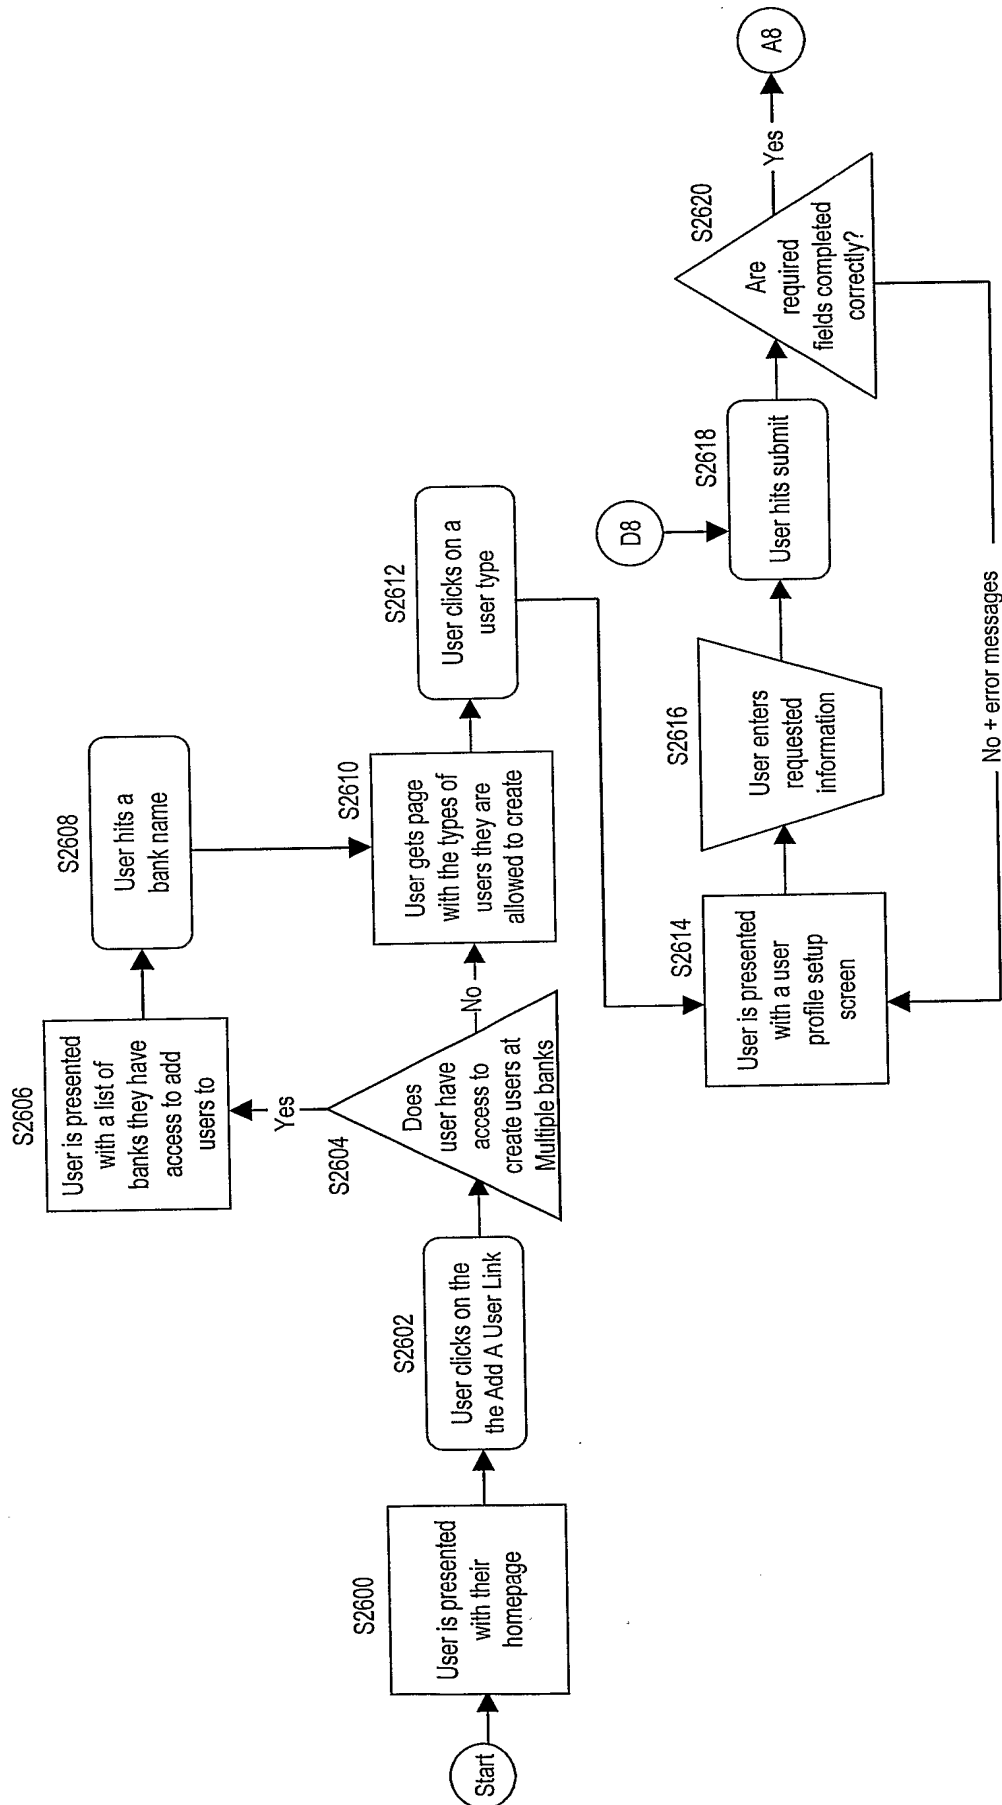 Start
S2600
User is presented
with their
homepage
S2602
User clicks on the
the Add A User Link
S2604
Does
user have
access to
create users at
Multiple banks
Yes
No
S2606
User is presented
with a list of
banks they have
access to add
users to
S2608
User hits a
bank name
S2610
User gets page
with the types of
users they are
allowed to create
S2612
User clicks on a
user type
S2614
User is presented
with a user
profile setup
screen
S2616
User enters
requested
information
D8
S2618
User hits submit
S2620
Are
required
fields completed
correctly?
Yes
A8
No + error messages